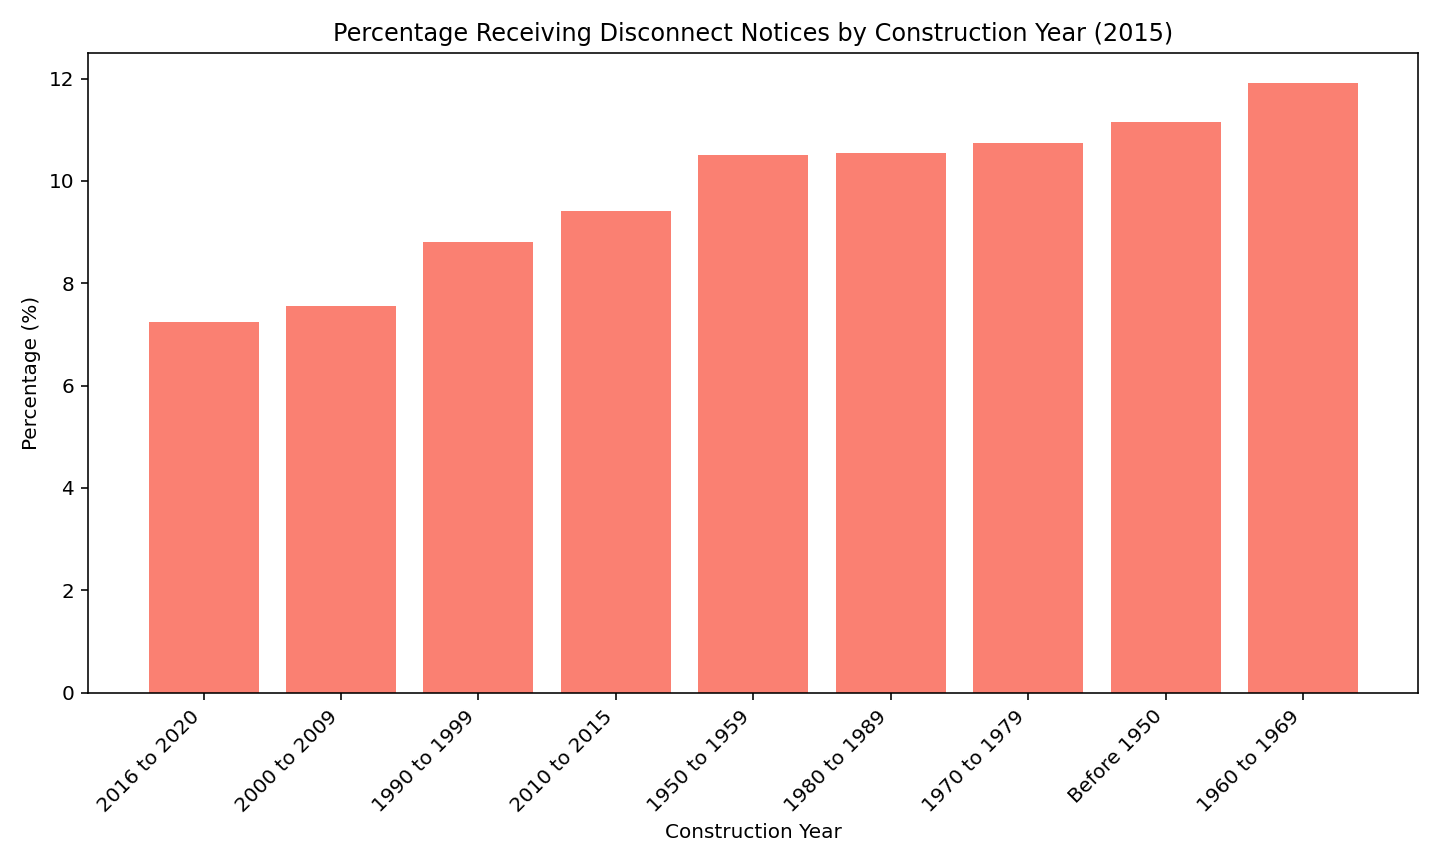 Percentage Receiving Disconnect Notices by Construction Year (2015)
Percentage (%)
12
10
8
6
4
2
0
2016 to 2020
2000 to 2009
1990 to 1999
2010 to 2015
1950 to 1959
1980 to 1989
1970 to 1979
Before 1950
1960 to 1969
Construction Year